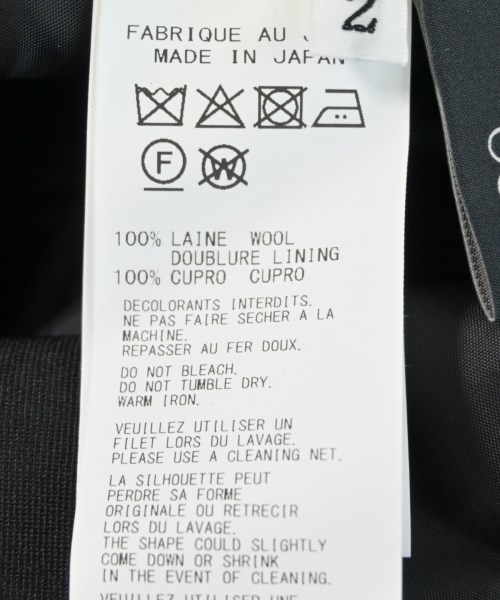 2
FABRIQUE AU
MADE IN JAPAN
F
W
100% LAINE WOOL
DOUBLURE LINING
100% CUPRO CUPRO
DECOLORANTS INTERDITS.
NE PAS FAIRE SECHER A LA
MACHINE.
REPASSER AU FER DOUX.
DO NOT BLEACH.
DO NOT TUMBLE DRY.
WARM IRON.
VEUILLEZ UTILISER UN
FILET LORS DU LAVAGE.
PLEASE USE A CLEANING NET.
LA SILHOUETTE PEUT
PERDRE SA FORME
ORIGINALE OU RETRECIR
LORS DU LAVAGE.
THE SHAPE COULD SLIGHTLY
COME DOWN OR SHRINK
IN THE EVENT OF CLEANING.
VEUILLEZ UTILISER UN